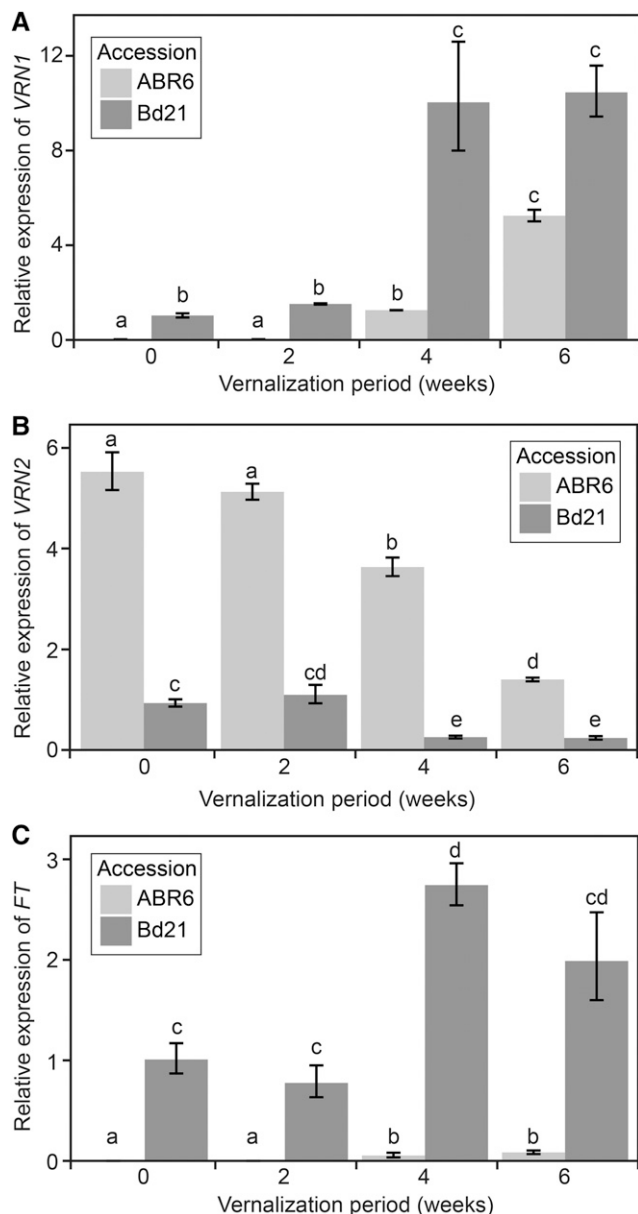 A
Relative expression of VRN1
12
8
4
0
Accession
ABR6
Bd21
a
b
a
b
b
c
c
c
0
2
4
6
Vernalization period (weeks)
B
Relative expression of VRN2
6
4
2
0
Accession
ABR6
Bd21
a
c
a
cd
b
e
d
e
0
2
4
6
Vernalization period (weeks)
C
Relative expression of FT
3
2
1
0
Accession
ABR6
Bd21
a
c
a
c
b
d
b
cd
0
2
4
6
Vernalization period (weeks)